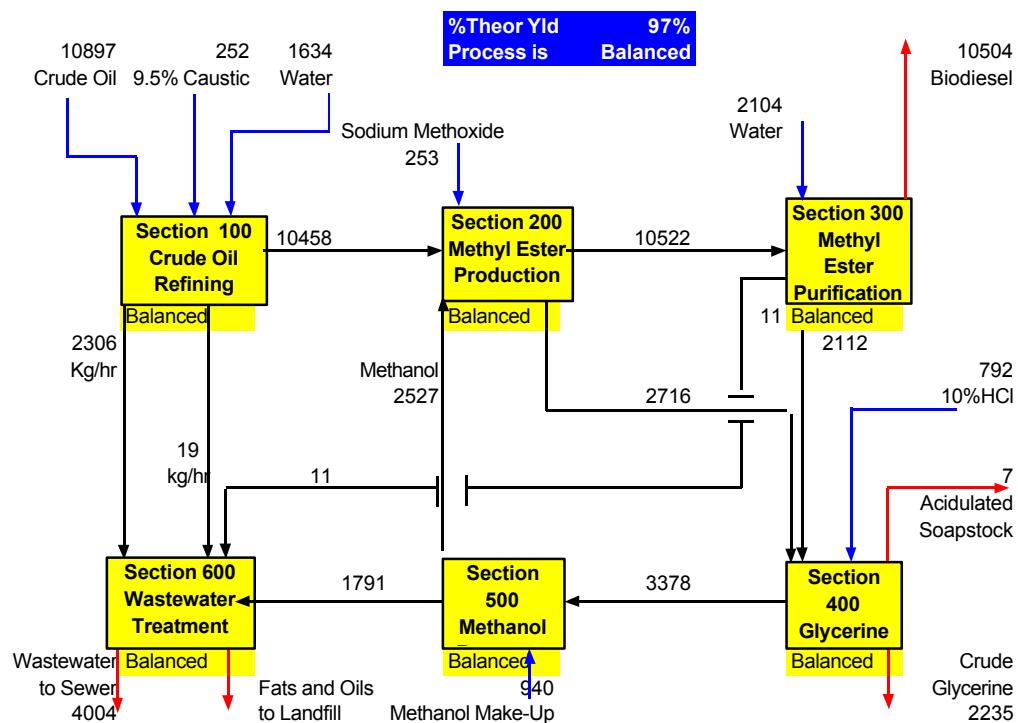 %Theor Yld 97%
Process is Balanced
10897
Crude Oil
252
9.5% Caustic
1634
Water
Sodium Methoxide
253
2104
Water
10504
Biodiesel
Section 100
Crude Oil
Refining
Balanced
10458
Section 200
Methyl Ester
Production
Balanced
10522
Section 300
Methyl
Ester
Purification
Balanced
11
2112
2306
Kg/hr
19
kg/hr
Methanol
2527
2716
792
10%HCl
11
7
Acidulated
Soapstock
Section 600
Wastewater
Treatment
Balanced
1791
Section
500
Methanol
Balanced
3378
Section
400
Glycerine
Balanced
Wastewater
to Sewer
4004
Fats and Oils
to Landfill
940
Methanol Make-Up
Crude
Glycerine
2235